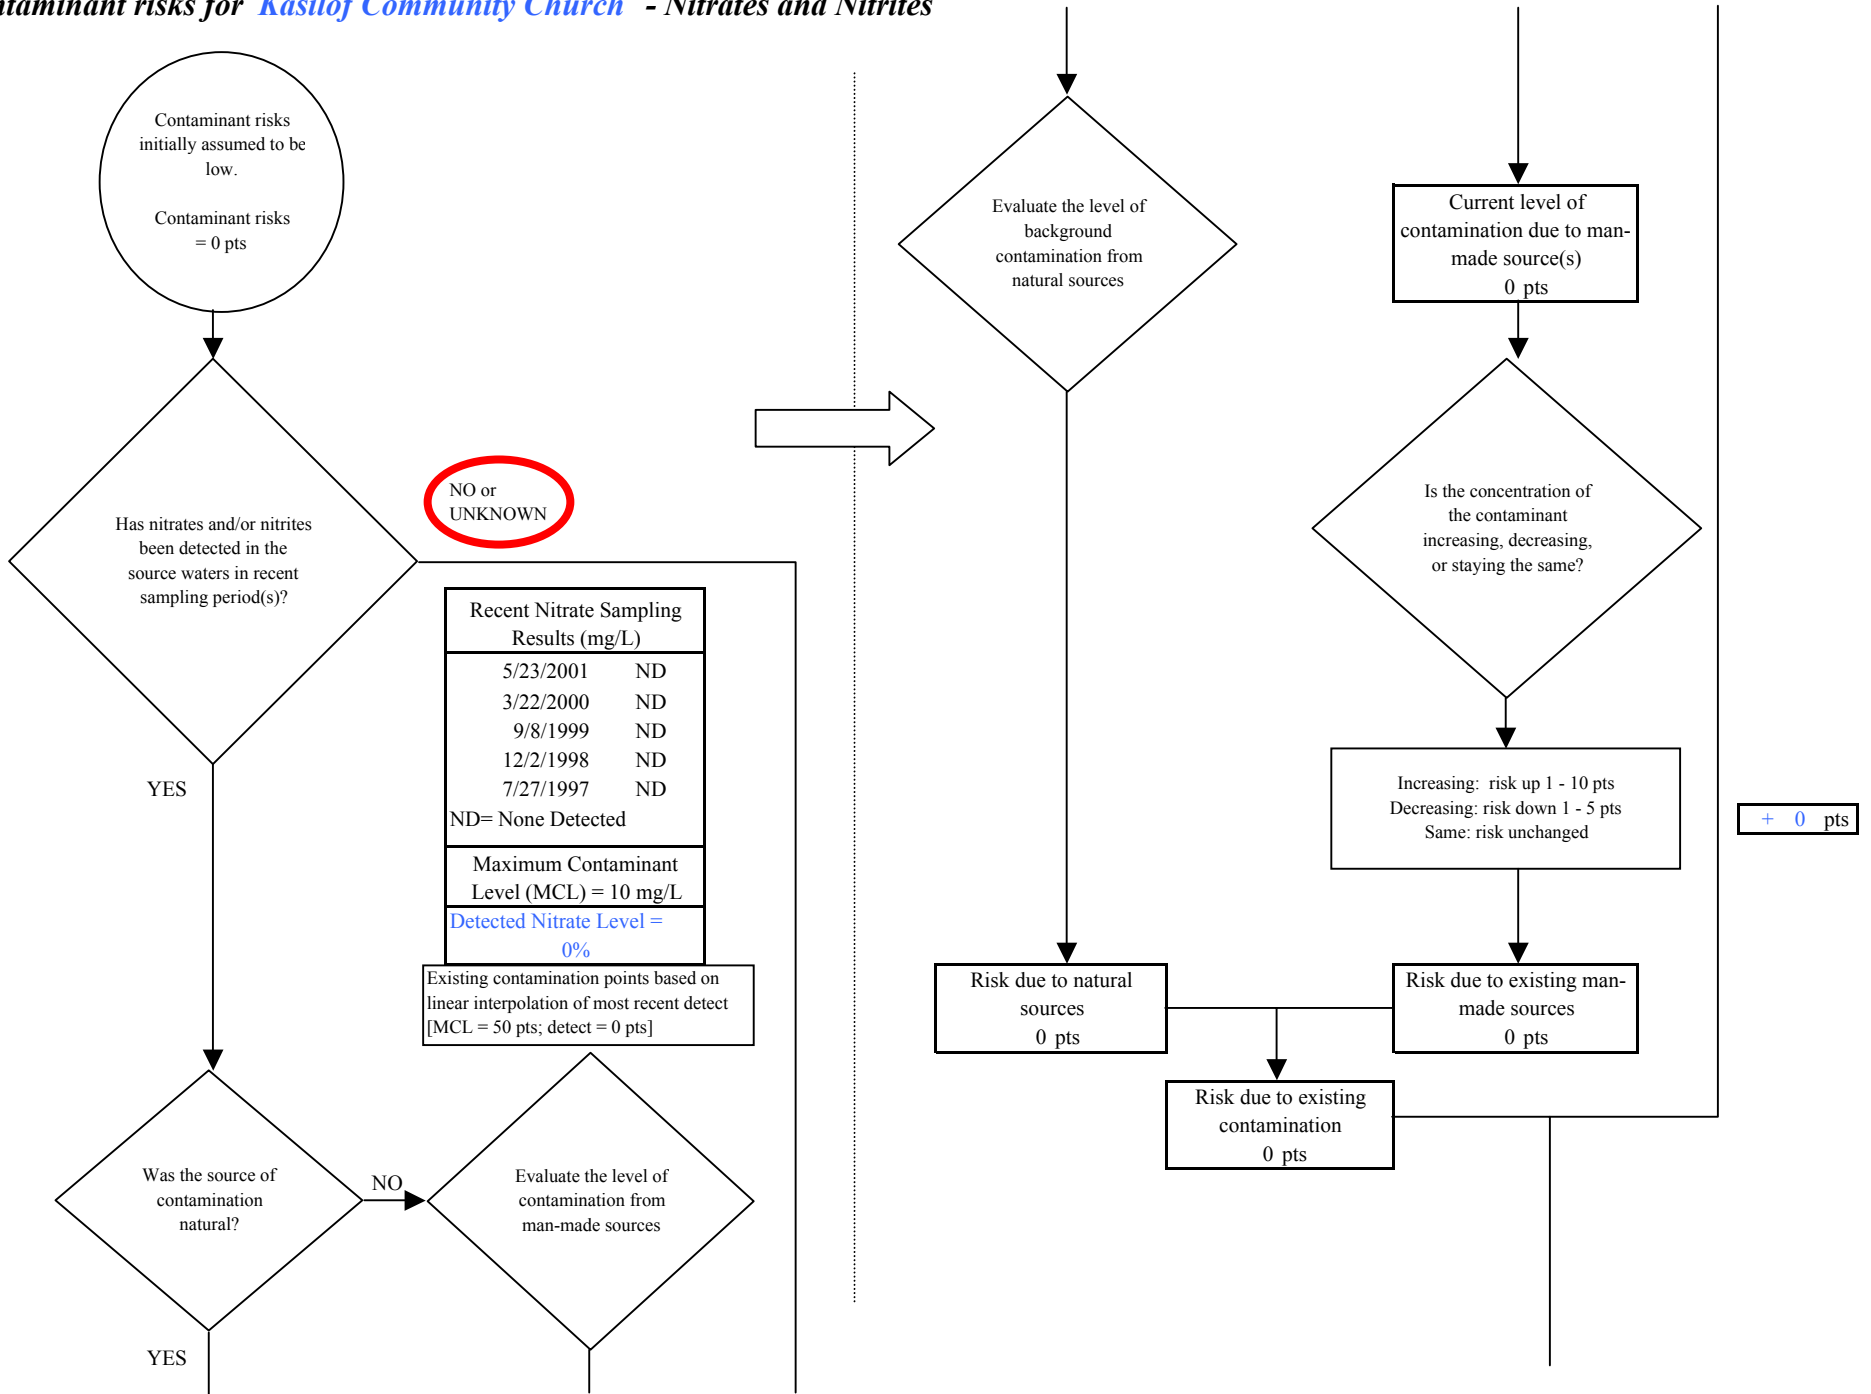 ntaminant risks for Kasilof Community Church - Nitrates and Nitrites
Contaminant risks
initially assumed to be
low.
Contaminant risks
= 0 pts
Has nitrates and/or nitrites
been detected in the
source waters in recent
sampling period(s)?
NO or
UNKNOWN
YES
Recent Nitrate Sampling
Results (mg/L)
5/23/2001 ND
3/22/2000 ND
9/8/1999 ND
12/2/1998 ND
7/27/1997 ND
ND= None Detected
Maximum Contaminant
Level (MCL) = 10 mg/L
Detected Nitrate Level =
0%
Existing contamination points based on
linear interpolation of most recent detect
[MCL = 50 pts; detect = 0 pts]
Was the source of
contamination
natural?
NO
YES
Evaluate the level of
contamination from
man-made sources
Evaluate the level of
background
contamination from
natural sources
Current level of
contamination due to man-
made source(s)
0 pts
Is the concentration of
the contaminant
increasing, decreasing,
or staying the same?
Increasing: risk up 1 - 10 pts
Decreasing: risk down 1 - 5 pts
Same: risk unchanged
+ 0 pts
Risk due to natural
sources
0 pts
Risk due to existing man-
made sources
0 pts
Risk due to existing
contamination
0 pts